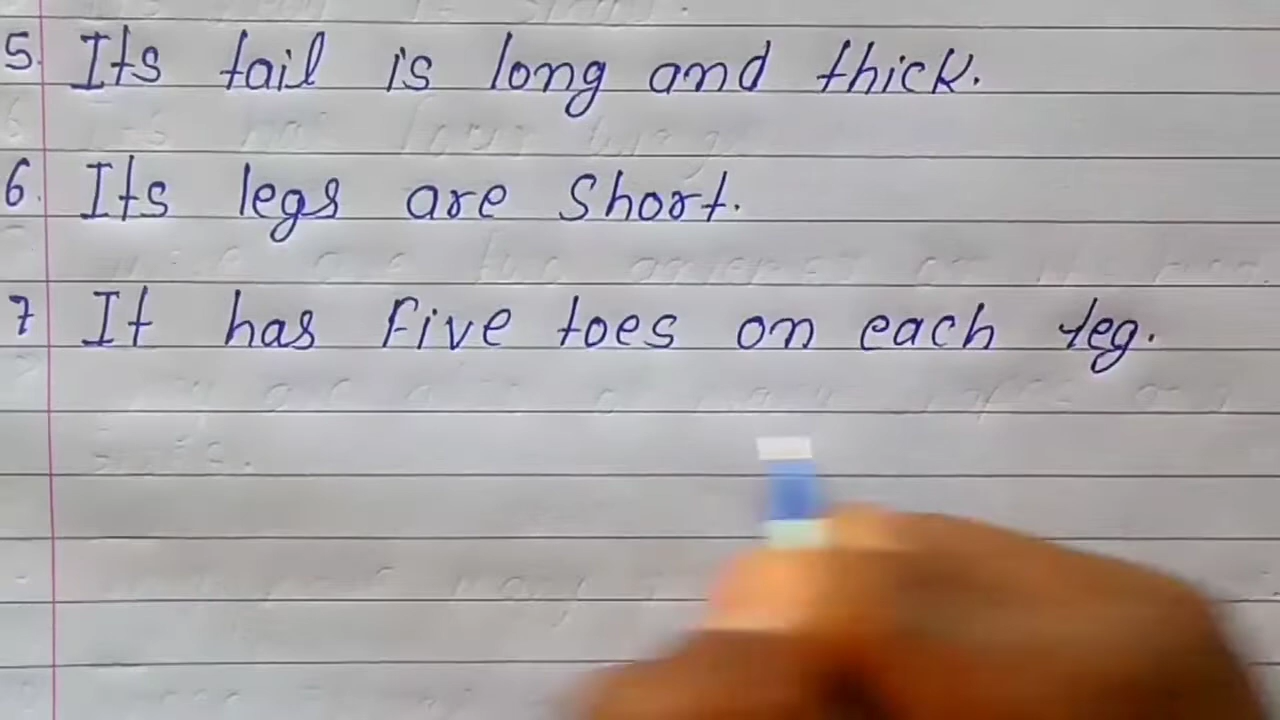 5. Its tail is long and thick.
6. Its legs are Short.
7 It has Five toes on each leg.